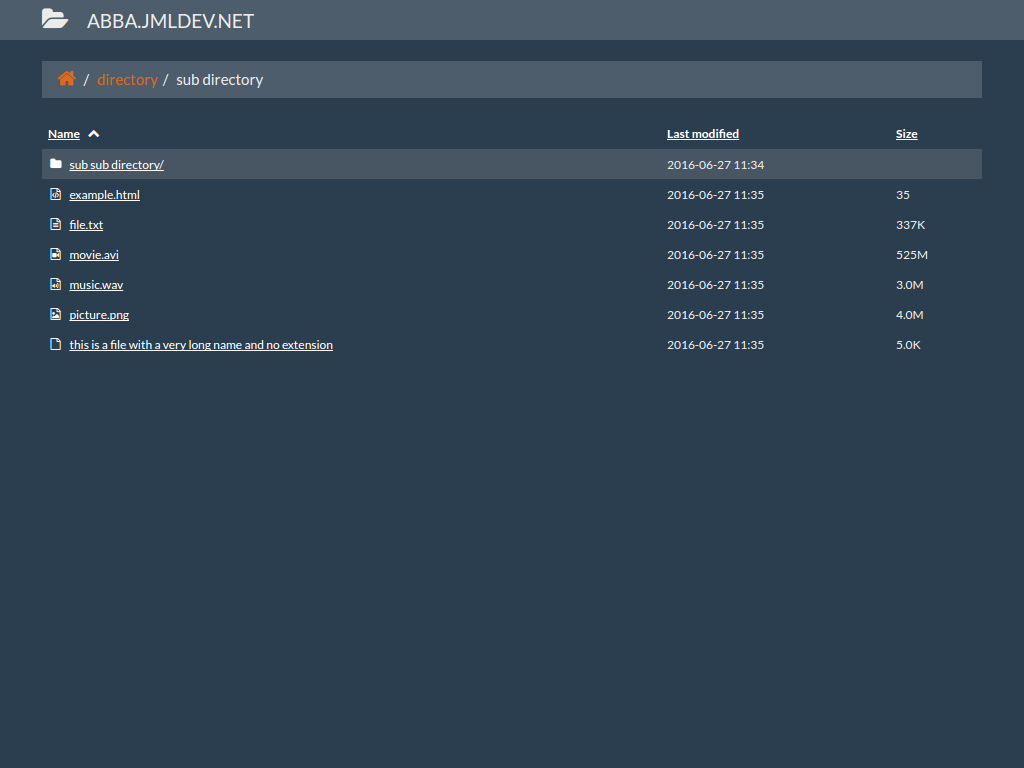 ABBA.JMLDEV.NET
/ directory / sub directory
Name Last modified Size
sub sub directory/ 2016-06-27 11:34
example.html 2016-06-27 11:35 35
file.txt 2016-06-27 11:35 337K
movie.avi 2016-06-27 11:35 525M
music.wav 2016-06-27 11:35 3.0M
picture.png 2016-06-27 11:35 4.0M
this is a file with a very long name and no extension 2016-06-27 11:35 5.0K